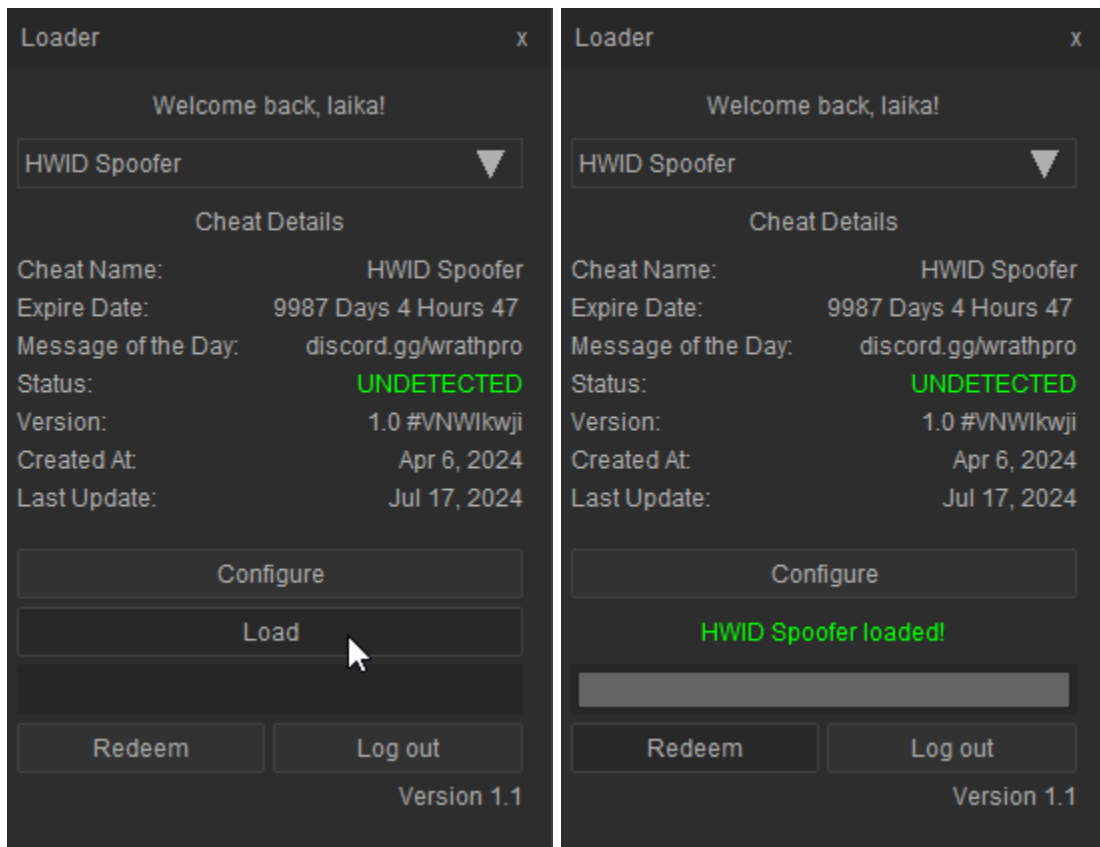 Loader x
Welcome back, laika!
HWID Spoofer
Cheat Details
Cheat Name: HWID Spoofer
Expire Date: 9987 Days 4 Hours 47
Message of the Day: discord.gg/wrathpro
Status: UNDETECTED
Version: 1.0 #VNWlkwji
Created At: Apr 6, 2024
Last Update: Jul 17, 2024
Configure
Load
Redeem Log out
Version 1.1
Loader x
Welcome back, laika!
HWID Spoofer
Cheat Details
Cheat Name: HWID Spoofer
Expire Date: 9987 Days 4 Hours 47
Message of the Day: discord.gg/wrathpro
Status: UNDETECTED
Version: 1.0 #VNWlkwji
Created At: Apr 6, 2024
Last Update: Jul 17, 2024
Configure
HWID Spoofer loaded!
Redeem Log out
Version 1.1